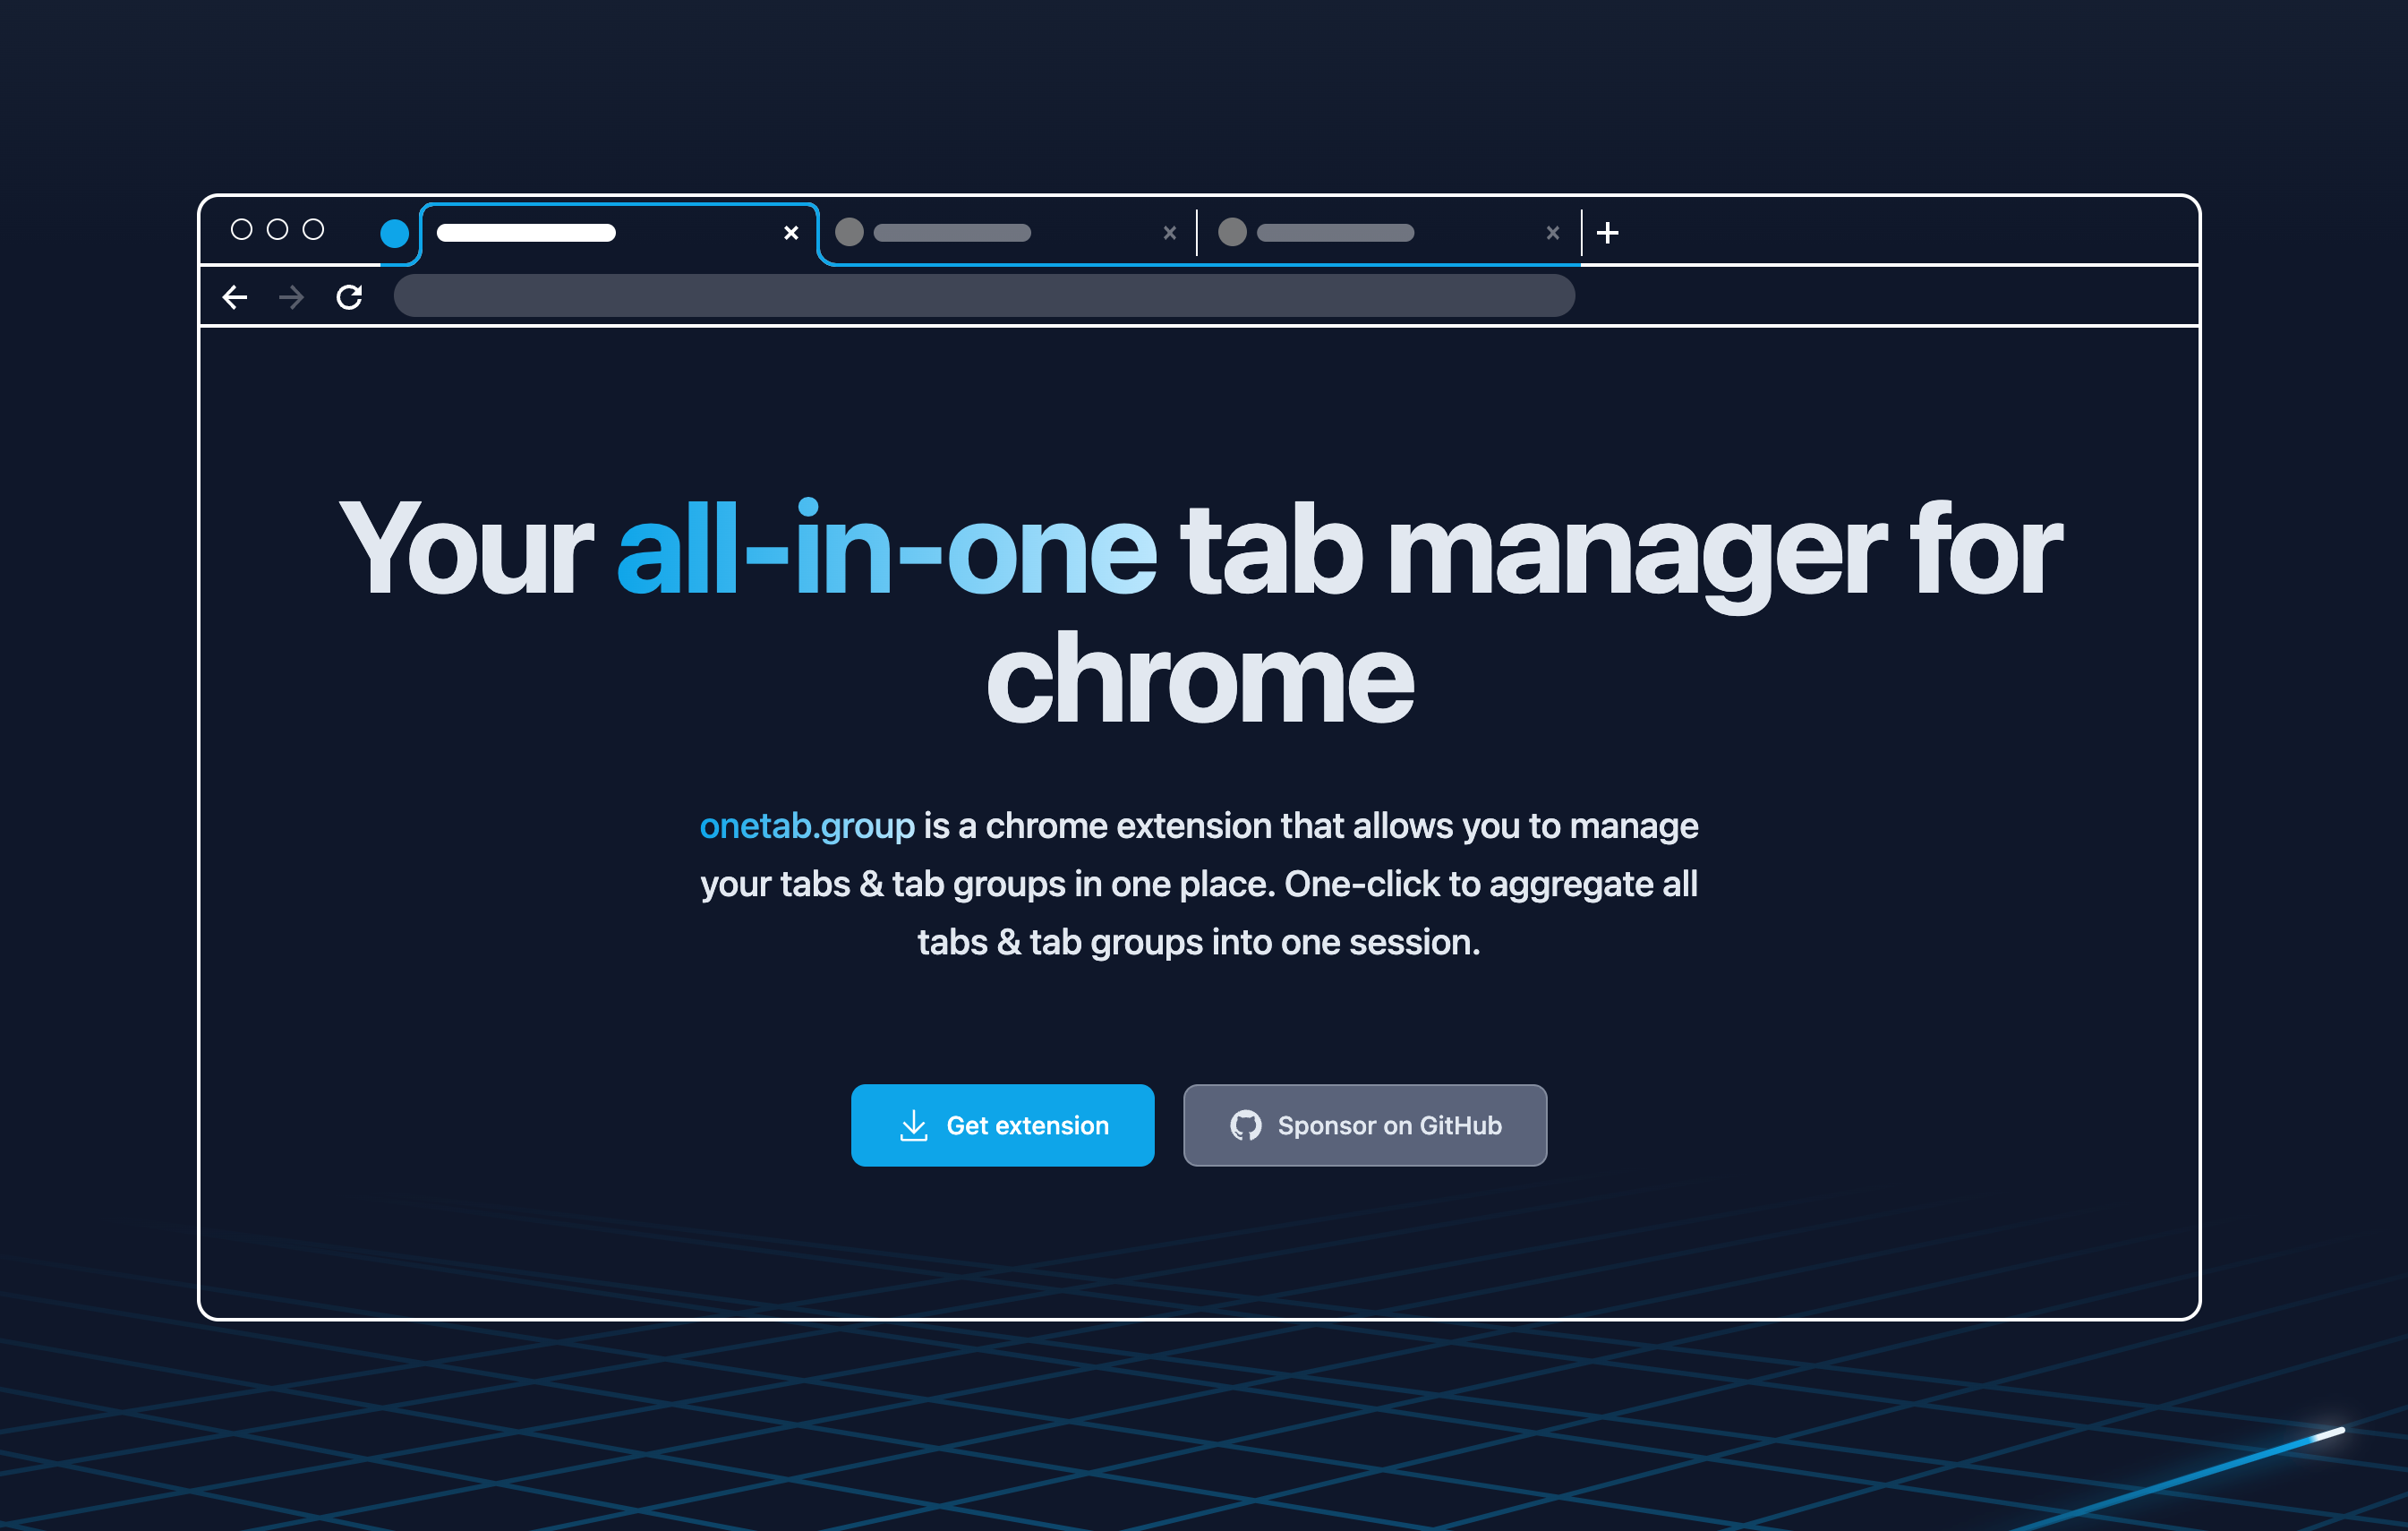 Your all-in-one tab manager for
chrome
onetab.group is a chrome extension that allows you to manage
your tabs & tab groups in one place. One-click to aggregate all
tabs & tab groups into one session.
Get extension
Sponsor on GitHub